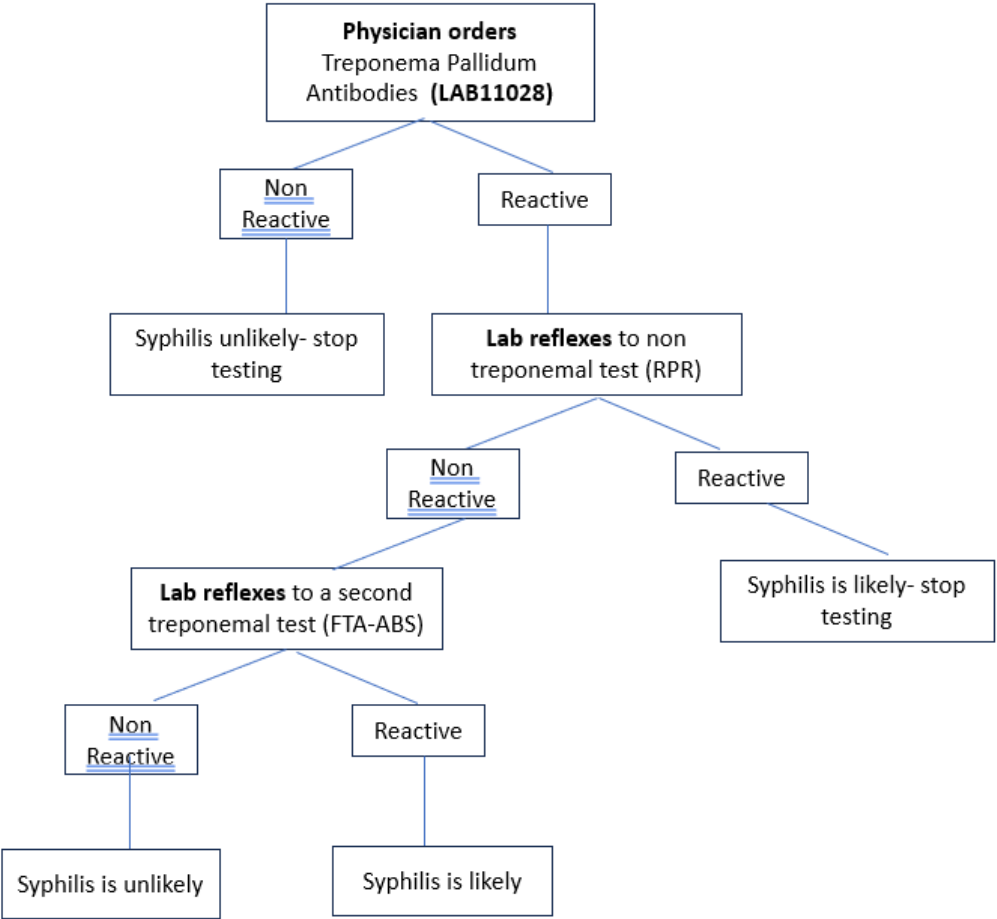 Physician orders
Treponema Pallidum
Antibodies (LAB11028)
Non
Reactive
Reactive
Syphilis unlikely- stop
testing
Lab reflexes to non
treponemal test (RPR)
Non
Reactive
Reactive
Lab reflexes to a second
treponemal test (FTA-ABS)
Syphilis is likely- stop
testing
Non
Reactive
Reactive
Syphilis is unlikely
Syphilis is likely